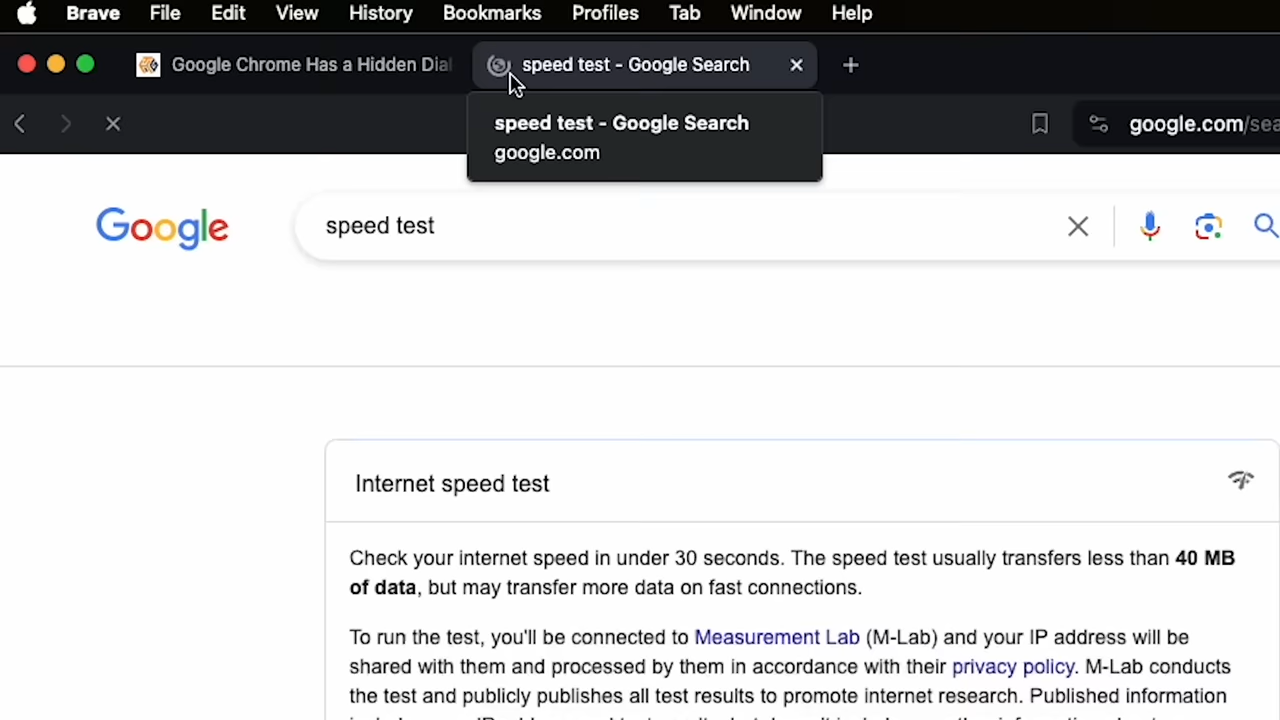 Brave File Edit View History Bookmarks Profiles Tab Window Help
Google Chrome Has a Hidden Dia speed test - Google Search
speed test - Google Search
google.com
google.com/sea
Google speed test
Internet speed test
Check your internet speed in under 30 seconds. The speed test usually transfers less than 40 MB
of data, but may transfer more data on fast connections.
To run the test, you'll be connected to Measurement Lab (M-Lab) and your IP address will be
shared with them and processed by them in accordance with their privacy policy. M-Lab conducts
the test and publicly publishes all test results to promote internet research. Published information